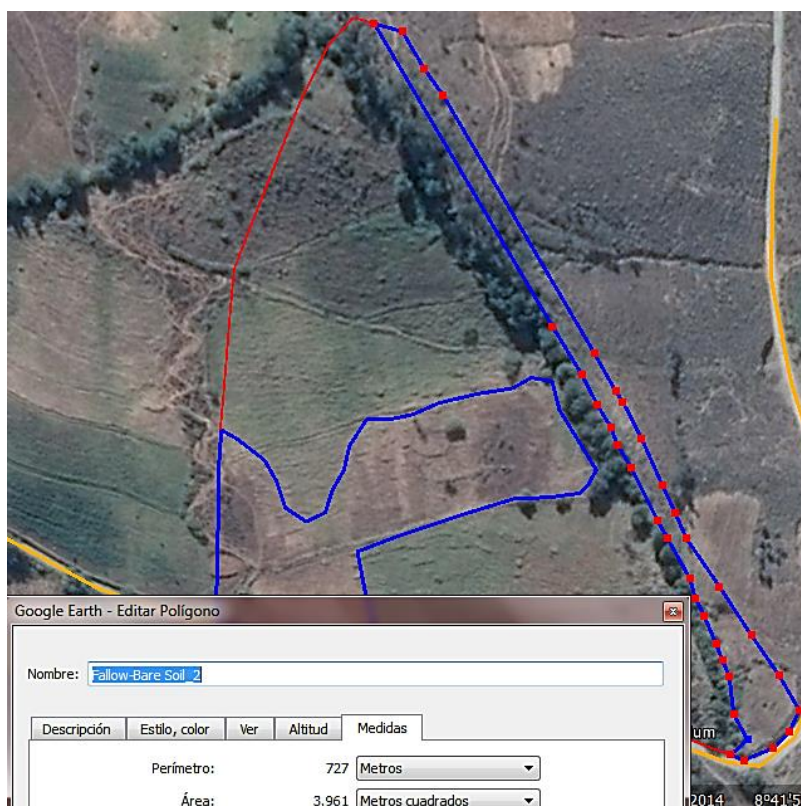 Google Earth - Editar Polígono
Nombre: Fallow-Bare Soil_2
Descripción Estilo, color Ver Altitud Medidas
Perímetro: 727 Metros
Área: 3.961 Metros cuadrados
um
2014 8°41'5